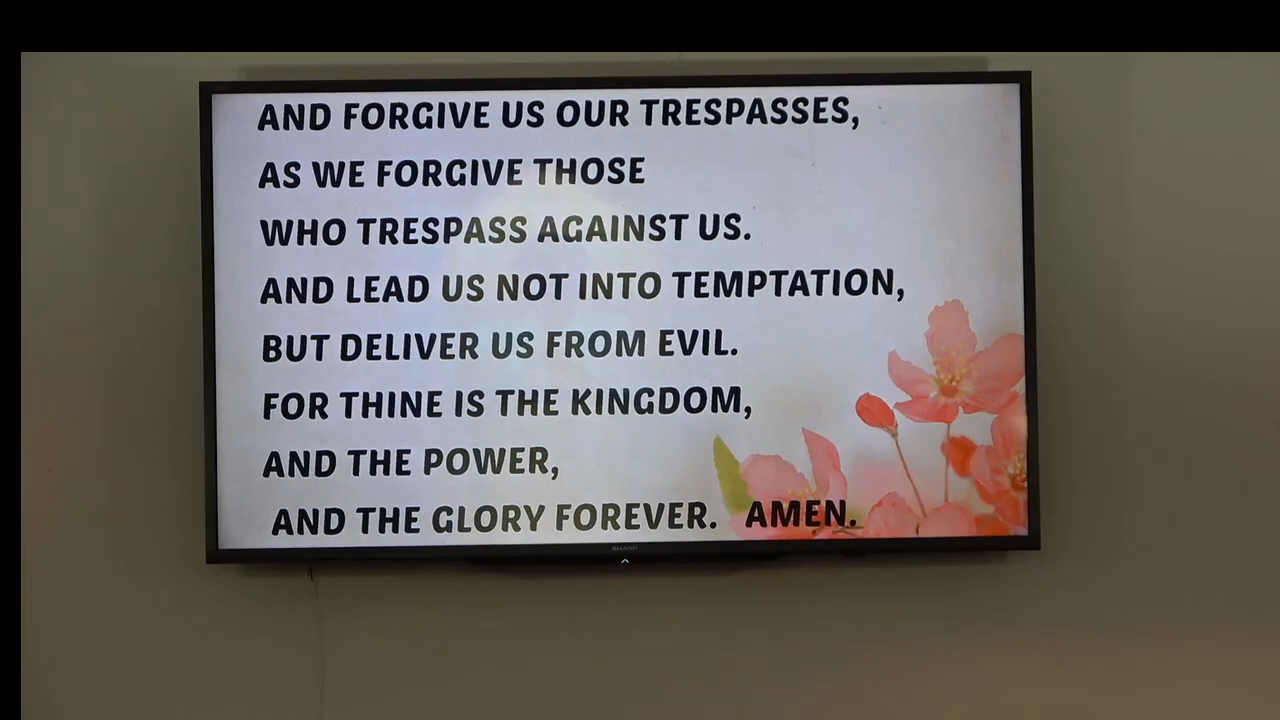 AND FORGIVE US OUR TRESPASSES,
AS WE FORGIVE THOSE
WHO TRESPASS AGAINST US.
AND LEAD US NOT INTO TEMPTATION,
BUT DELIVER US FROM EVIL.
FOR THINE IS THE KINGDOM,
AND THE POWER,
AND THE GLORY FOREVER. AMEN.
SHARP